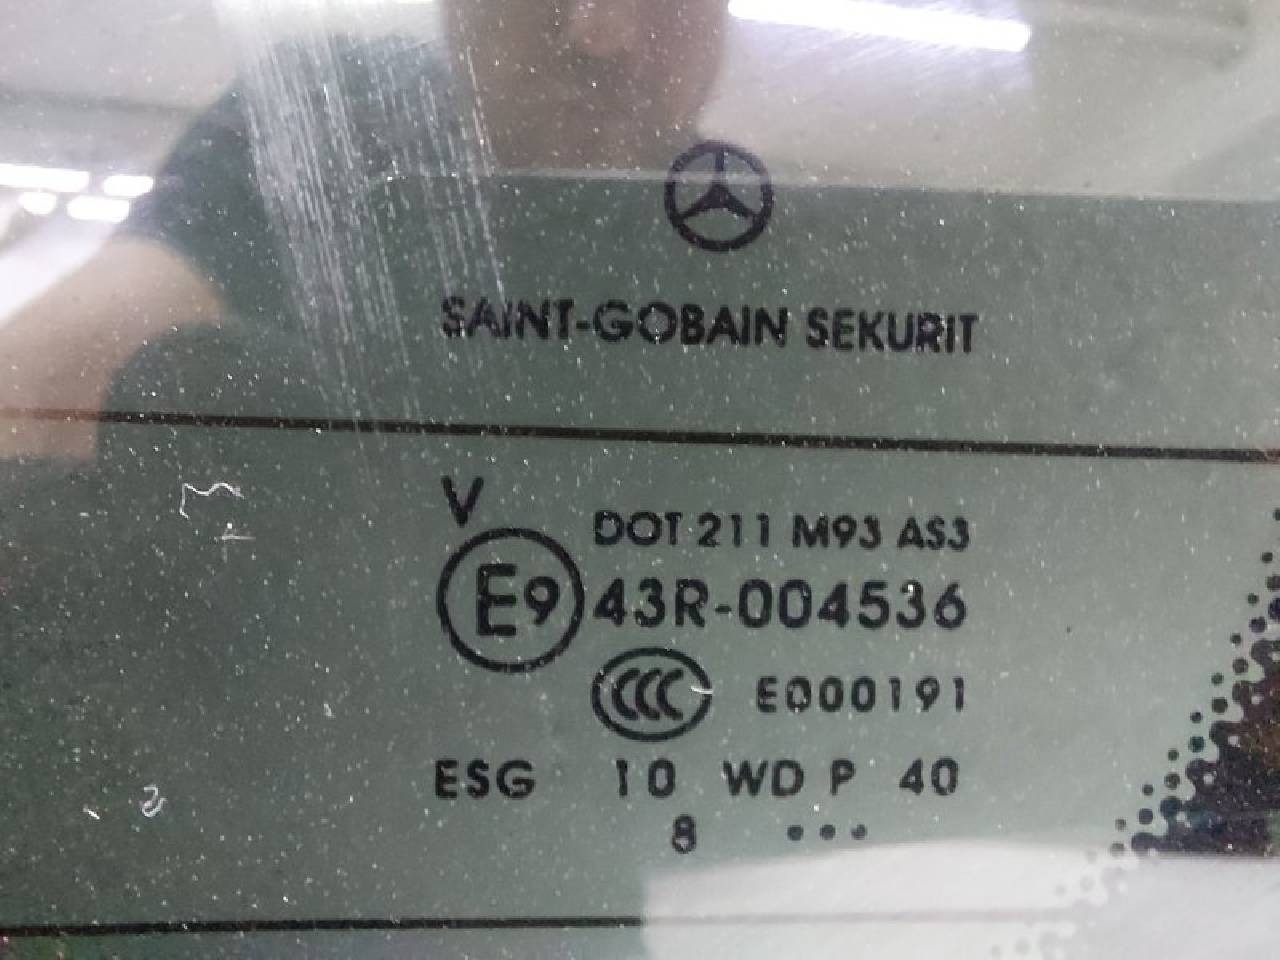 SAINT-GOBAIN SEKURIT
V
DOT 211 M93 AS3
E9 43R-004536
CCC E000191
ESG 10 WD P 40
8 •••